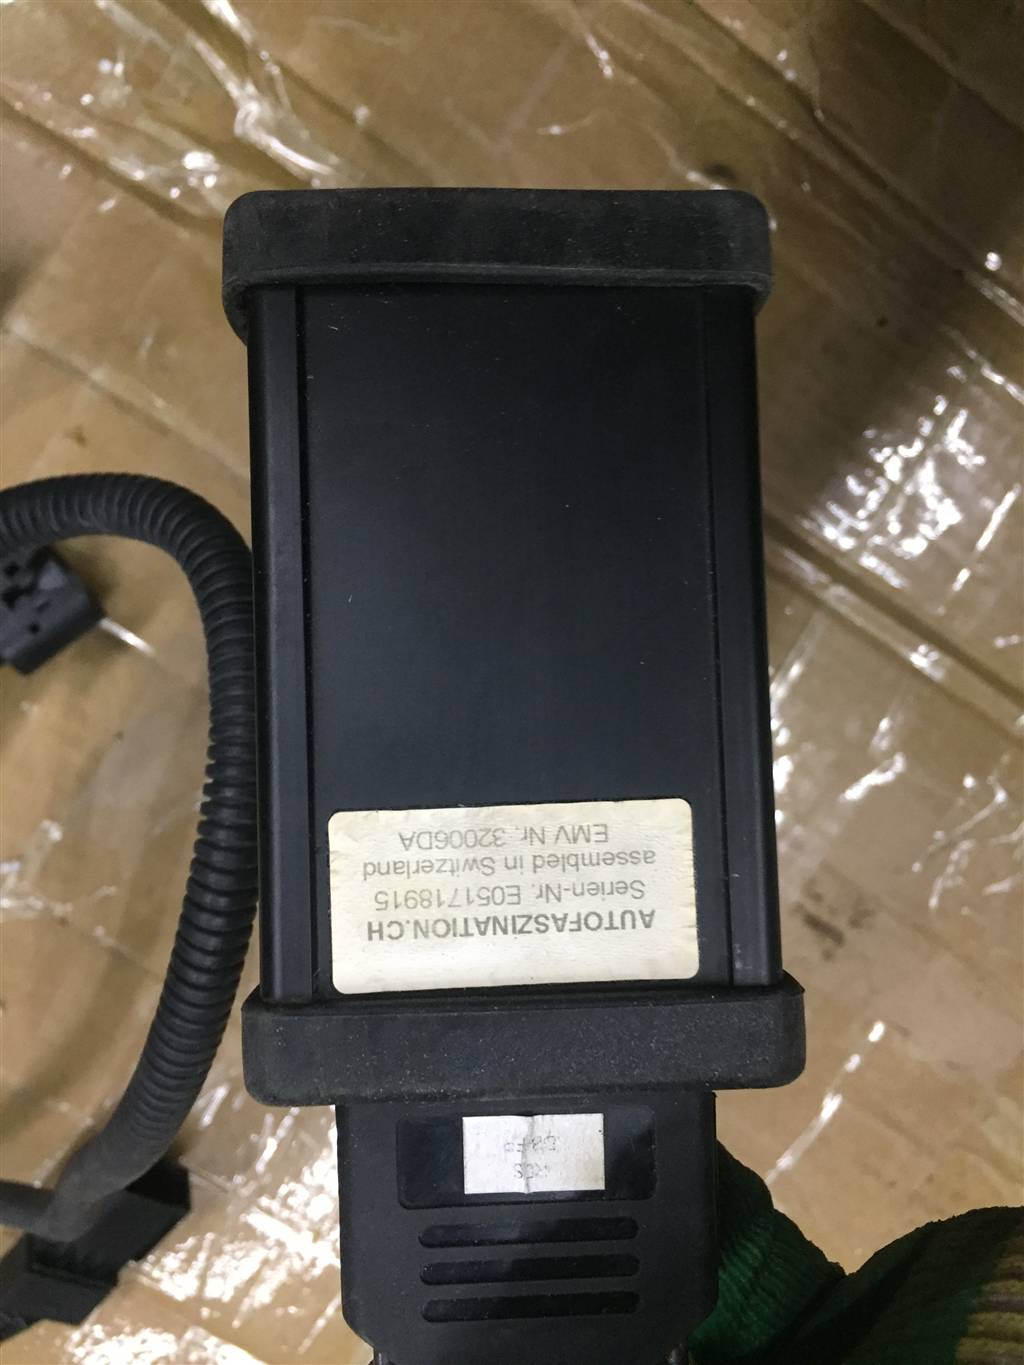 AUTOFASZINATION.CH
Serien-Nr. E051718915
assembled in Switzerland
EMV Nr. 32006DA